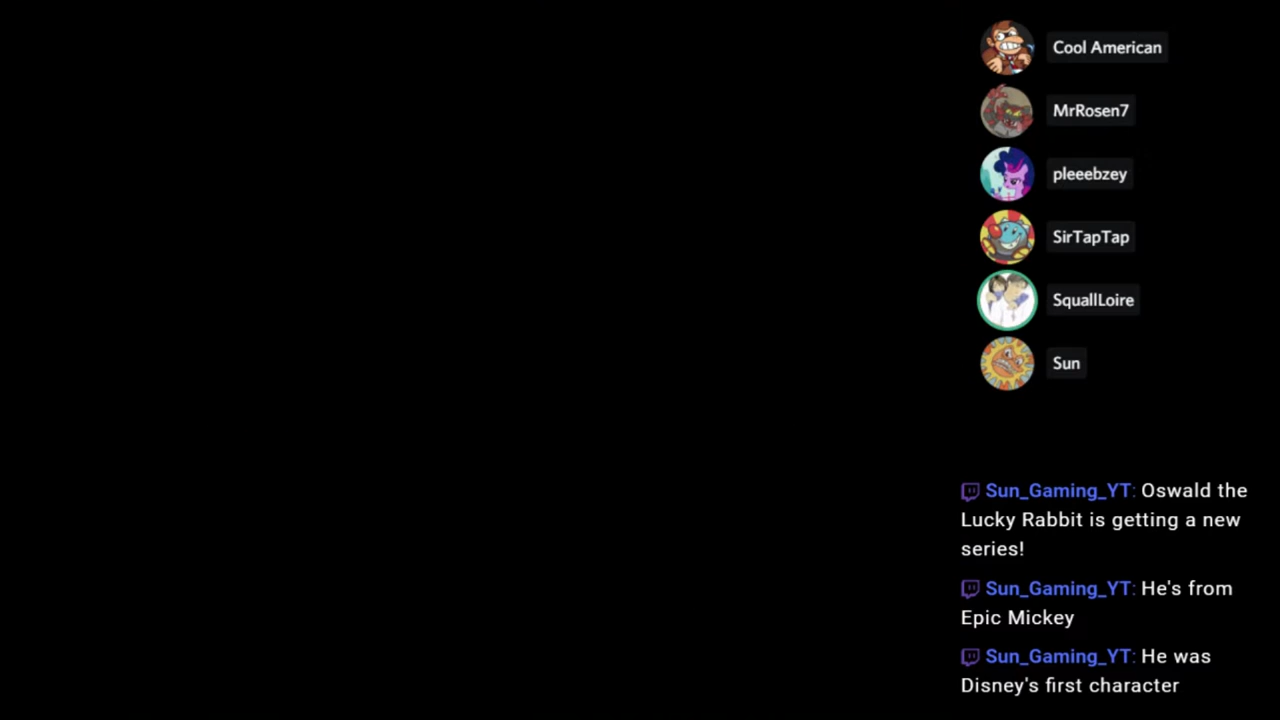 Cool American
MrRosen7
pleeebzey
SirTapTap
SquallLoire
Sun
Sun_Gaming_YT: Oswald the
Lucky Rabbit is getting a new
series!
Sun_Gaming_YT: He's from
Epic Mickey
Sun_Gaming_YT: He was
Disney's first character